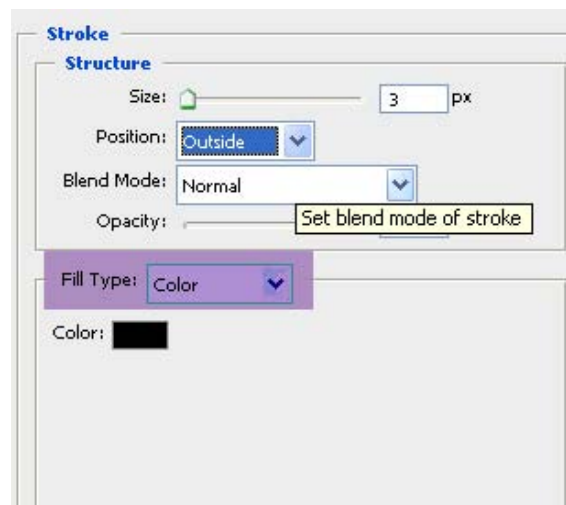 Stroke
Structure
Size: 3 px
Position: Outside
Blend Mode: Normal
Opacity: Set blend mode of stroke
Fill Type: Color
Color: